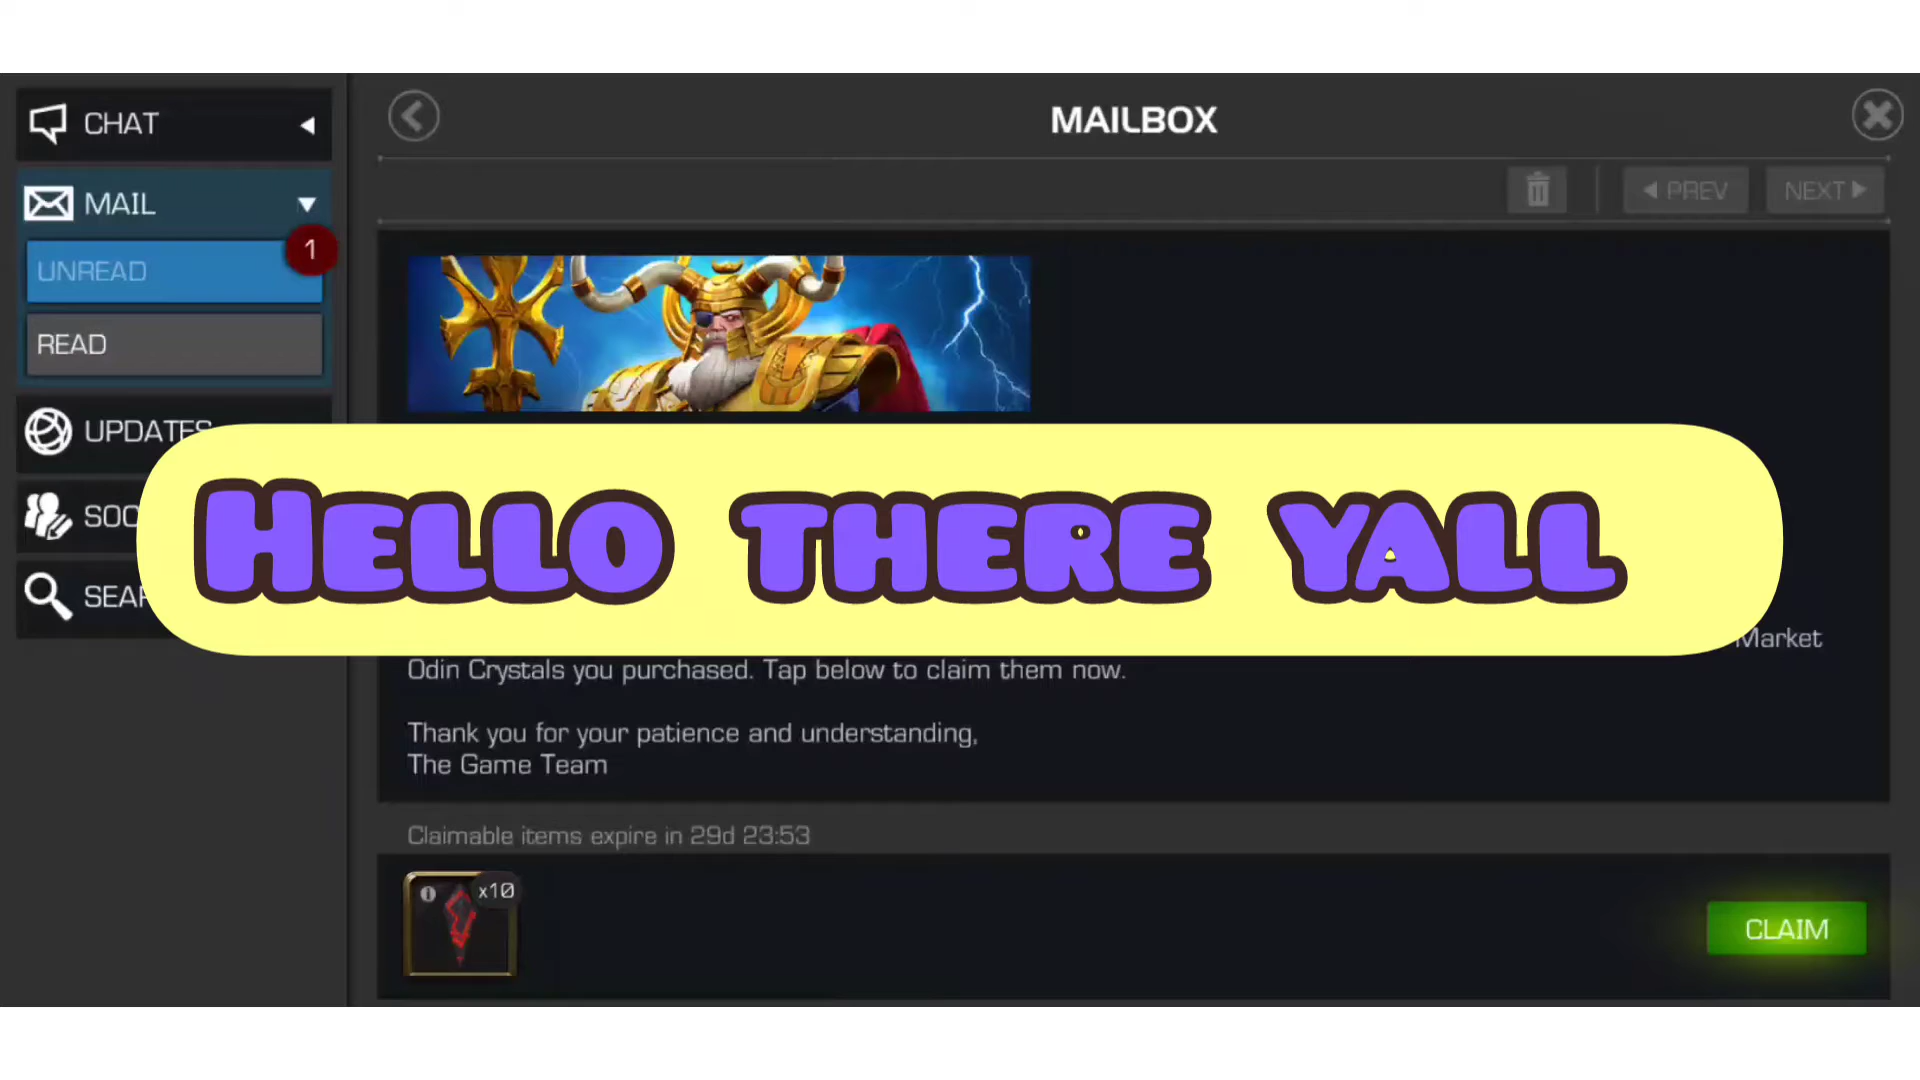 CHAT
MAILBOX
MAIL
PREV
NEXT
1
UNREAD
READ
UPDATES
Hello there yall
Market
Odin Crystals you purchased. Tap below to claim them now.
Thank you for your patience and understanding,
The Game Team
Claimable items expire in 29d 23:53
x10
CLAIM